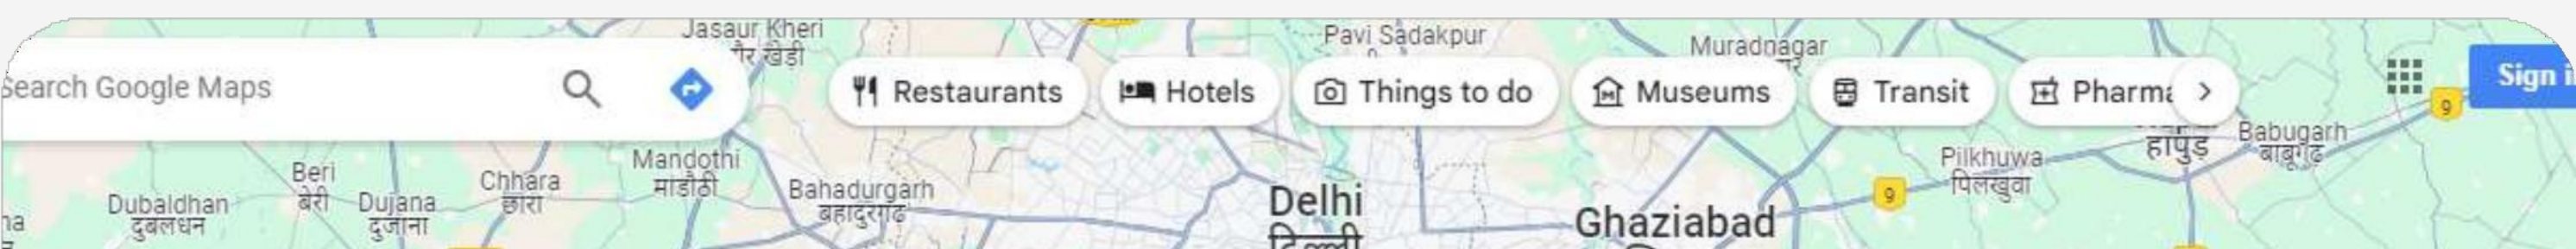 Jasaur Kheri
Pavi Sadakpur
Muradnagar
Search Google Maps
Restaurants
Hotels
Things to do
Museums
Transit
Sign
9
Babugarh
बाबूगढ़
हापुड़
Mandothi
मांडोठी
Pilkhuwa
पिलखुवा
Beri
बेरी
Chhara
छारा
Bahadurgarh
बहादुरगढ़
9
Dubaldhan
दुबलधन
Dujana
दुजाना
Delhi
दिल्ली
Ghaziabad